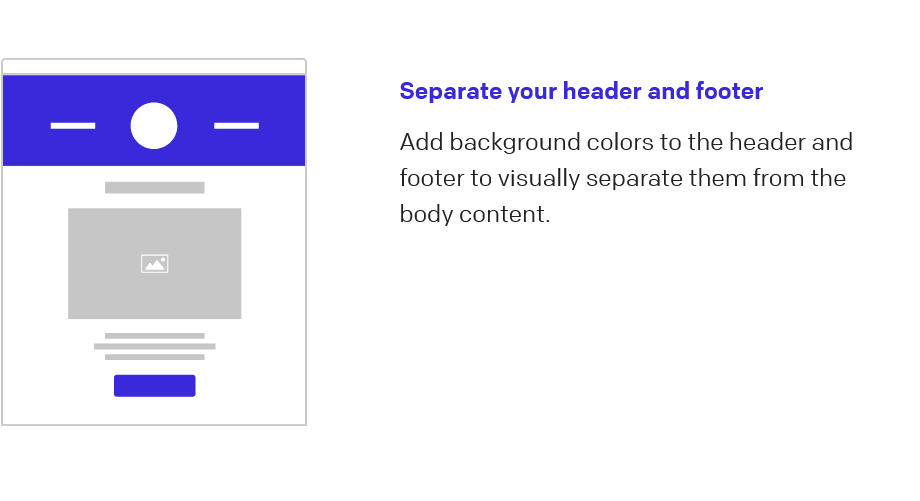 Separate your header and footer
Add background colors to the header and
footer to visually separate them from the
body content.